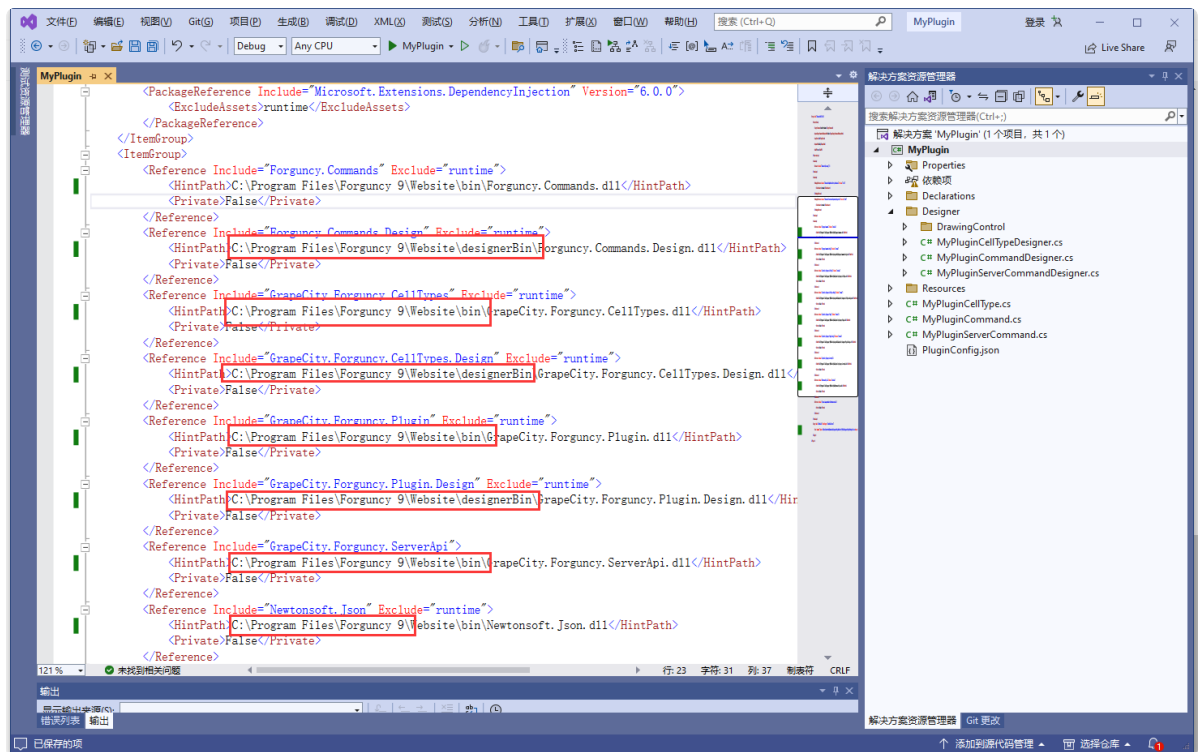 文件(F) 编辑(E) 视图(V) Git(G) 项目(P) 生成(B) 调试(D) XML(X) 测试(S) 分析(N) 工具(T) 扩展(X) 窗口(W) 帮助(H) 搜索 (Ctrl+Q) MyPlugin 登录
Debug Any CPU MyPlugin Live Share
MyPlugin
<PackageReference Include="Microsoft.Extensions.DependencyInjection" Version="6.0.0">
<ExcludeAssets>runtime</ExcludeAssets>
</PackageReference>
</ItemGroup>
<ItemGroup>
<Reference Include="Forguncy.Commands" Exclude="runtime">
<HintPath>C:\Program Files\Forguncy 9\Website\bin\Forguncy.Commands.dll</HintPath>
<Private>False</Private>
</Reference>
<Reference Include="Forguncy.Commands.Design" Exclude="runtime">
<HintPath>C:\Program Files\Forguncy 9\Website\designerBin\Forguncy.Commands.Design.dll</HintPath>
<Private>False</Private>
</Reference>
<Reference Include="GrapeCity.Forguncy.CellTypes" Exclude="runtime">
<HintPath>C:\Program Files\Forguncy 9\Website\bin\GrapeCity.Forguncy.CellTypes.dll</HintPath>
<Private>False</Private>
</Reference>
<Reference Include="GrapeCity.Forguncy.CellTypes.Design" Exclude="runtime">
<HintPath>C:\Program Files\Forguncy 9\Website\designerBin\GrapeCity.Forguncy.CellTypes.Design.dll</
<Private>False</Private>
</Reference>
<Reference Include="GrapeCity.Forguncy.Plugin" Exclude="runtime">
<HintPath>C:\Program Files\Forguncy 9\Website\bin\GrapeCity.Forguncy.Plugin.dll</HintPath>
<Private>False</Private>
</Reference>
<Reference Include="GrapeCity.Forguncy.Plugin.Design" Exclude="runtime">
<HintPath>C:\Program Files\Forguncy 9\Website\designerBin\GrapeCity.Forguncy.Plugin.Design.dll</Hin
<Private>False</Private>
</Reference>
<Reference Include="GrapeCity.Forguncy.ServerApi">
<HintPath>C:\Program Files\Forguncy 9\Website\bin\GrapeCity.Forguncy.ServerApi.dll</HintPath>
<Private>False</Private>
</Reference>
<Reference Include="Newtonsoft.Json" Exclude="runtime">
<HintPath>C:\Program Files\Forguncy 9\Website\bin\Newtonsoft.Json.dll</HintPath>
<Private>False</Private>
</Reference>
121 % 未找到相关问题 行: 23 字符: 31 列: 37 制表符 CRLF
输出
显示输出来源(S):
错误列表 输出
解决方案资源管理器
搜索解决方案资源管理器(Ctrl+;)
解决方案 'MyPlugin' (1 个项目，共 1 个)
MyPlugin
Properties
依赖项
Declarations
Designer
DrawingControl
C# MyPluginCellTypeDesigner.cs
C# MyPluginCommandDesigner.cs
C# MyPluginServerCommandDesigner.cs
Resources
C# MyPluginCellType.cs
C# MyPluginCommand.cs
C# MyPluginServerCommand.cs
PluginConfig.json
解决方案资源管理器 Git 更改
已保存的项 添加到源代码管理 选择仓库 1